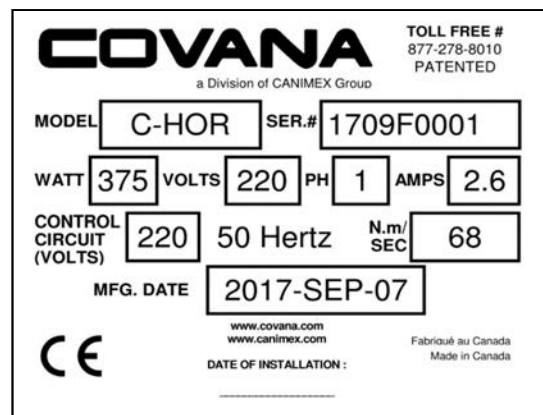 COVANA
a Division of CANIMEX Group
TOLL FREE #
877-278-8010
PATENTED
MODEL C-HOR SER.# 1709F0001
WATT 375 VOLTS 220 PH 1 AMPS 2.6
CONTROL CIRCUIT (VOLTS) 220 50 Hertz N.m/SEC 68
MFG. DATE 2017-SEP-07
www.covana.com
www.canimex.com
CE
DATE OF INSTALLATION :
Fabriqué au Canada
Made in Canada